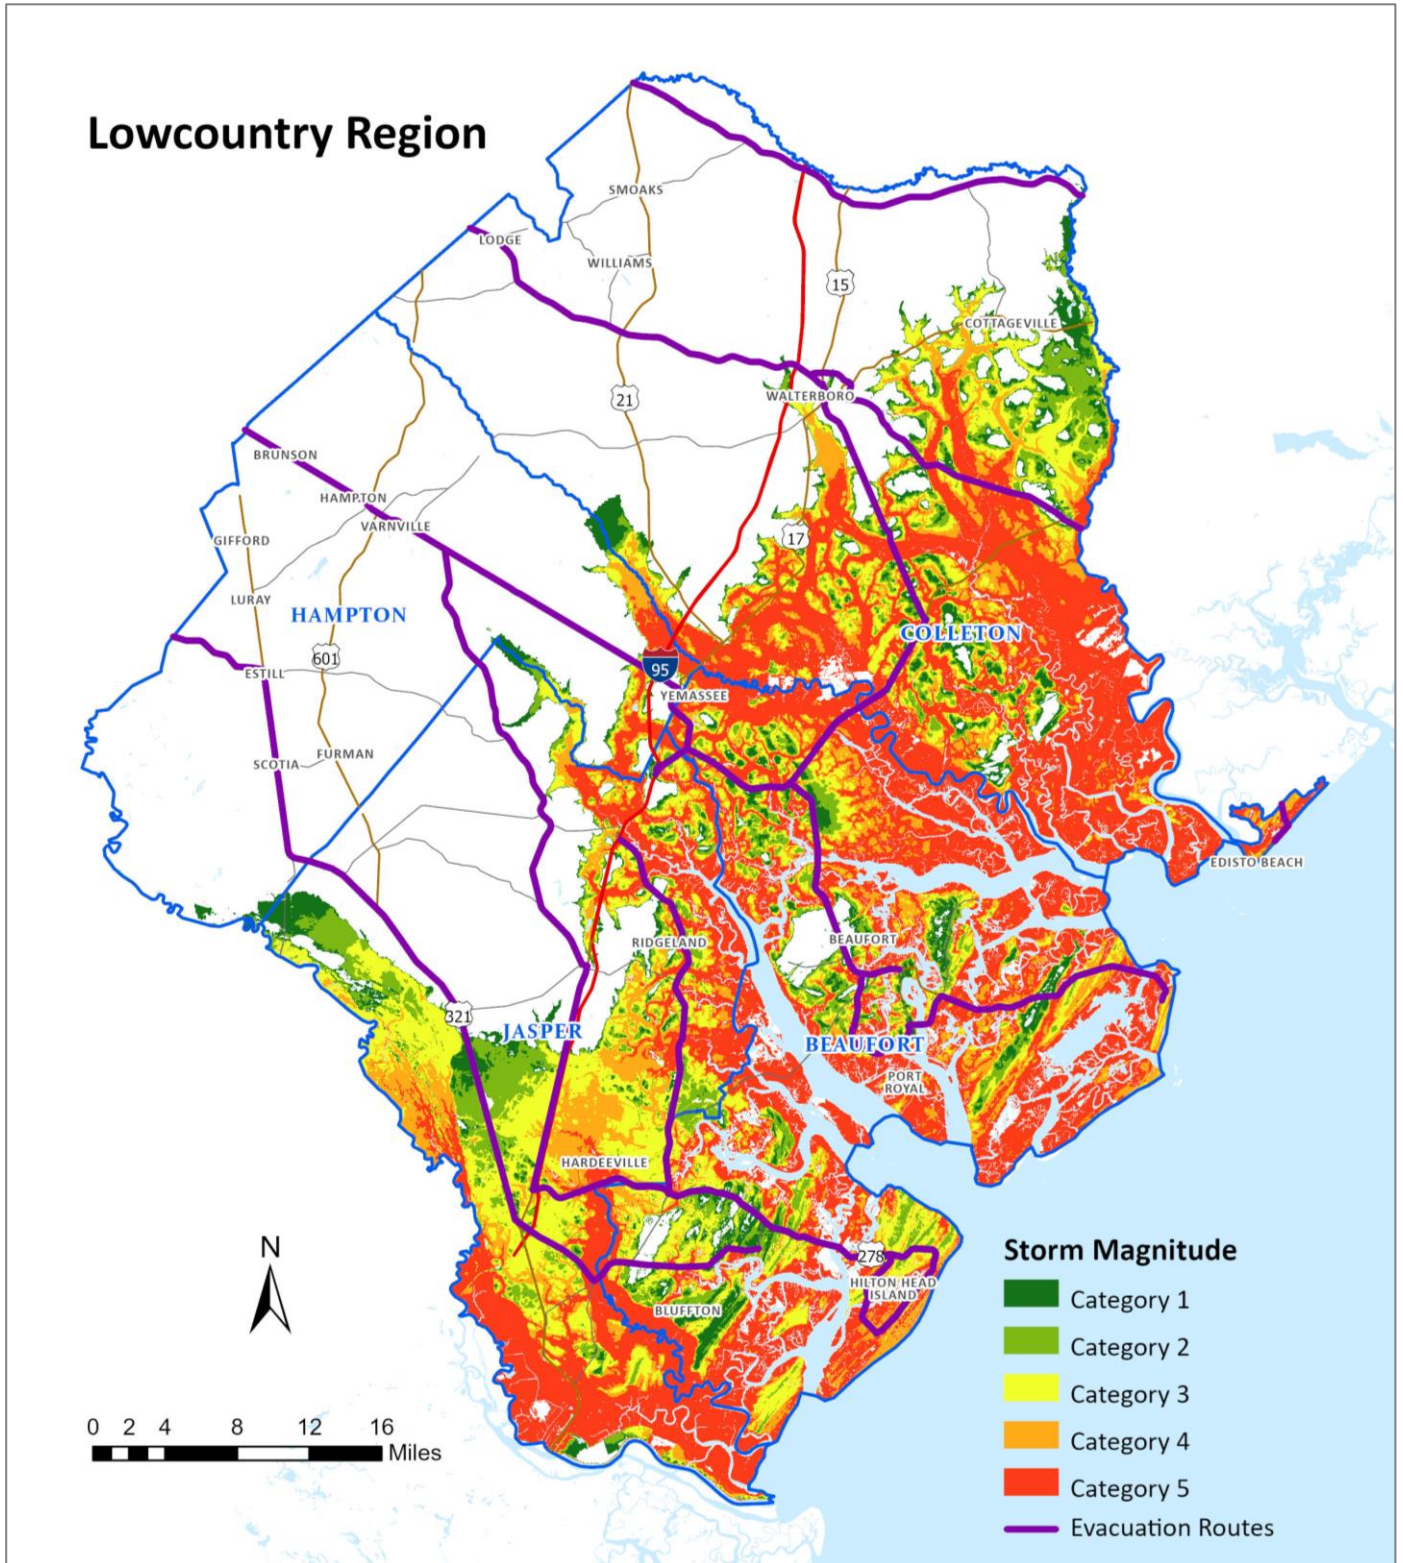 Lowcountry Region
SMOAKS
LODGE
WILLIAMS
15
COTTAGEVILLE
21
WALTERBORO
BRUNSON
HAMPTON
VARNVILLE
GIFFORD
17
LURAY
HAMPTON
COLLETON
601
95
ESTILL
YEMASSEE
FURMAN
SCOTIA
EDISTO BEACH
RIDGELAND
BEAUFORT
321
JASPER
BEAUFORT
PORT
ROYAL
HARDEEVILLE
278
HILTON HEAD
ISLAND
BLUFFTON
N
0 2 4 8 12 16
Miles
Storm Magnitude
Category 1
Category 2
Category 3
Category 4
Category 5
Evacuation Routes